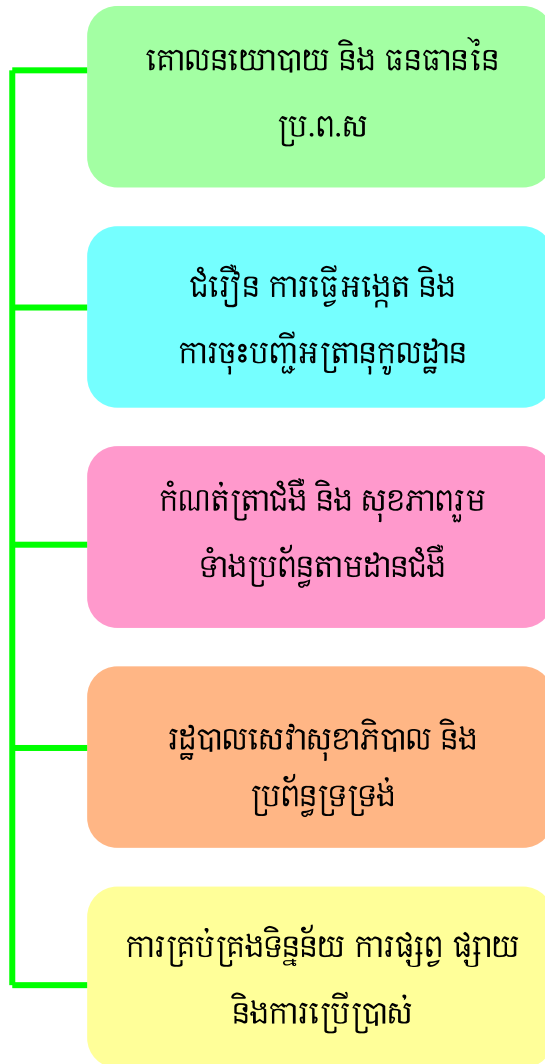 គោលនយោបាយ និង ធនធាននៃ
ប្រ.ព.ស
ជំរឿន ការធ្វើអង្កេត និង
ការចុះបញ្ជីអត្រានុកូលដ្ឋាន
កំណត់ត្រាជំងឺ និង សុខភាពរួម
ទំាងប្រព័ន្ធតាមដានជំងឺ
រដ្ឋបាលសេវាសុខាភិបាល និង
ប្រព័ន្ធទ្រទ្រង់
ការគ្រប់គ្រងទិន្នន័យ ការផ្សព្វ ផ្សាយ
និងការប្រើប្រាស់